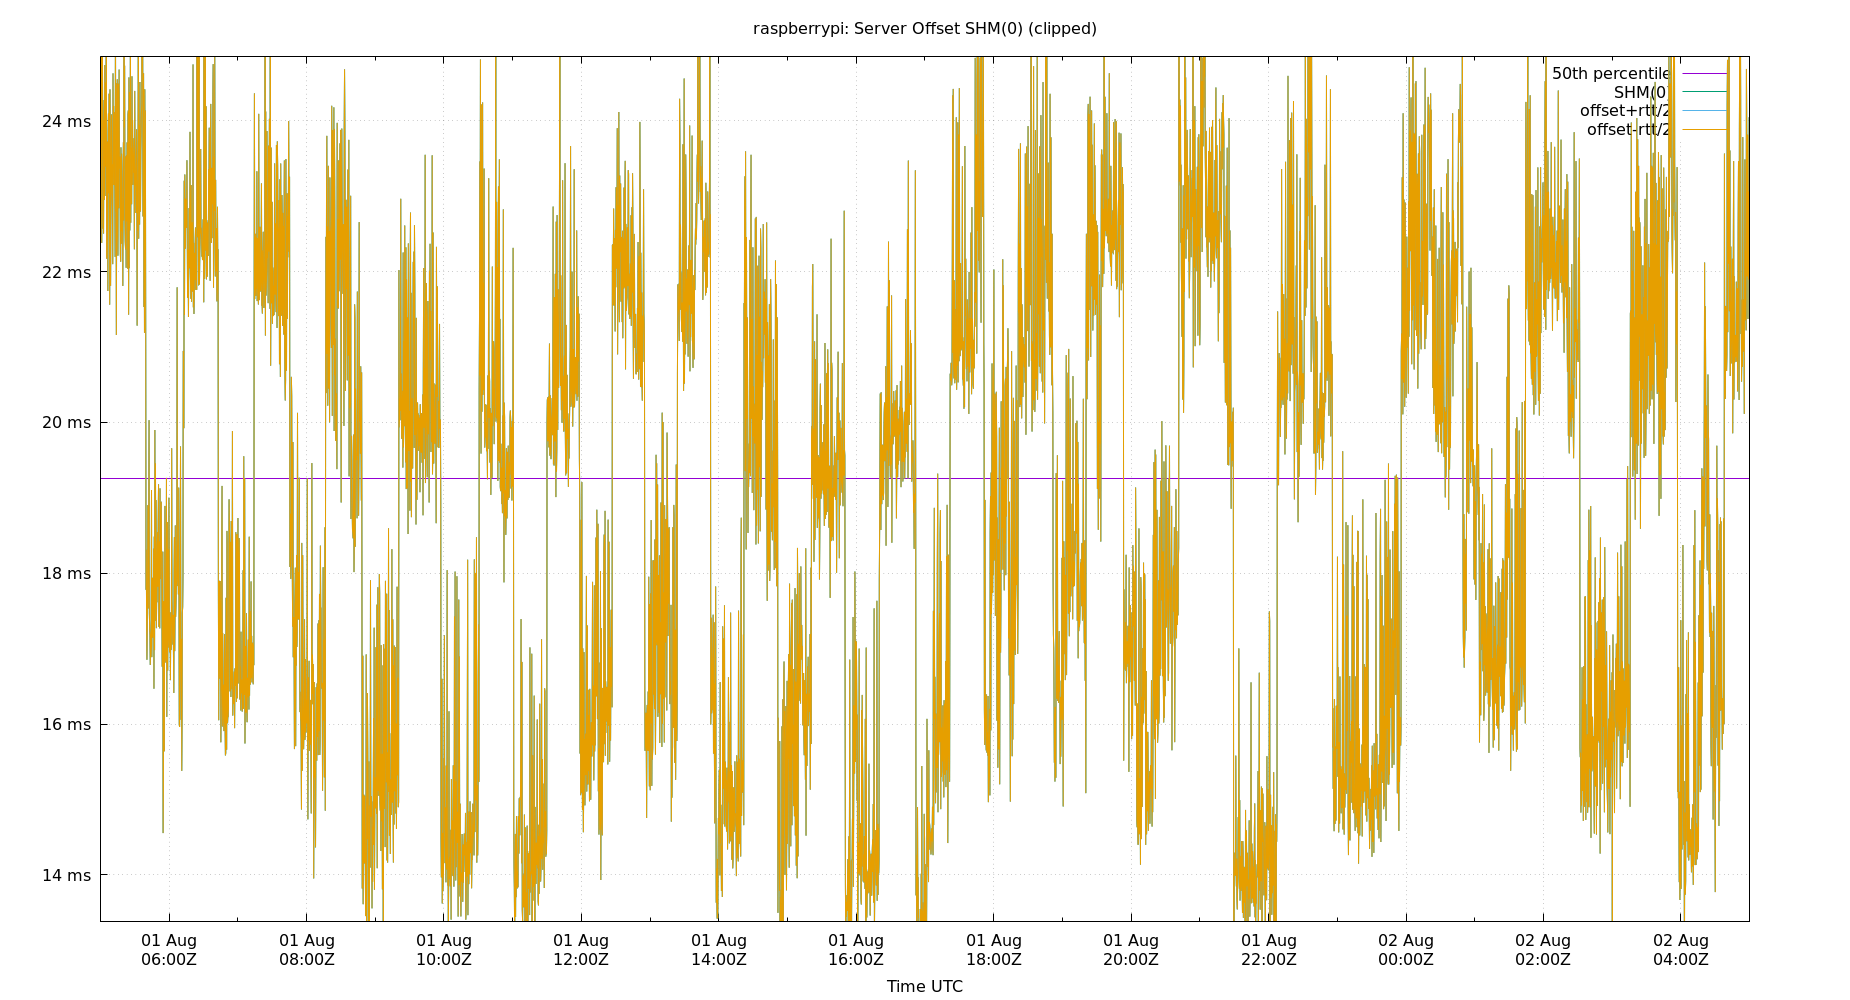 raspberrypi: Server Offset SHM(0) (clipped)
50th percentile
SHM(0)
offset+rtt/2
offset-rtt/2
24 ms
22 ms
20 ms
18 ms
16 ms
14 ms
01 Aug 01 Aug 01 Aug 01 Aug 01 Aug 01 Aug 01 Aug 01 Aug 01 Aug 02 Aug 02 Aug 02 Aug
06:00Z 08:00Z 10:00Z 12:00Z 14:00Z 16:00Z 18:00Z 20:00Z 22:00Z 00:00Z 02:00Z 04:00Z
Time UTC